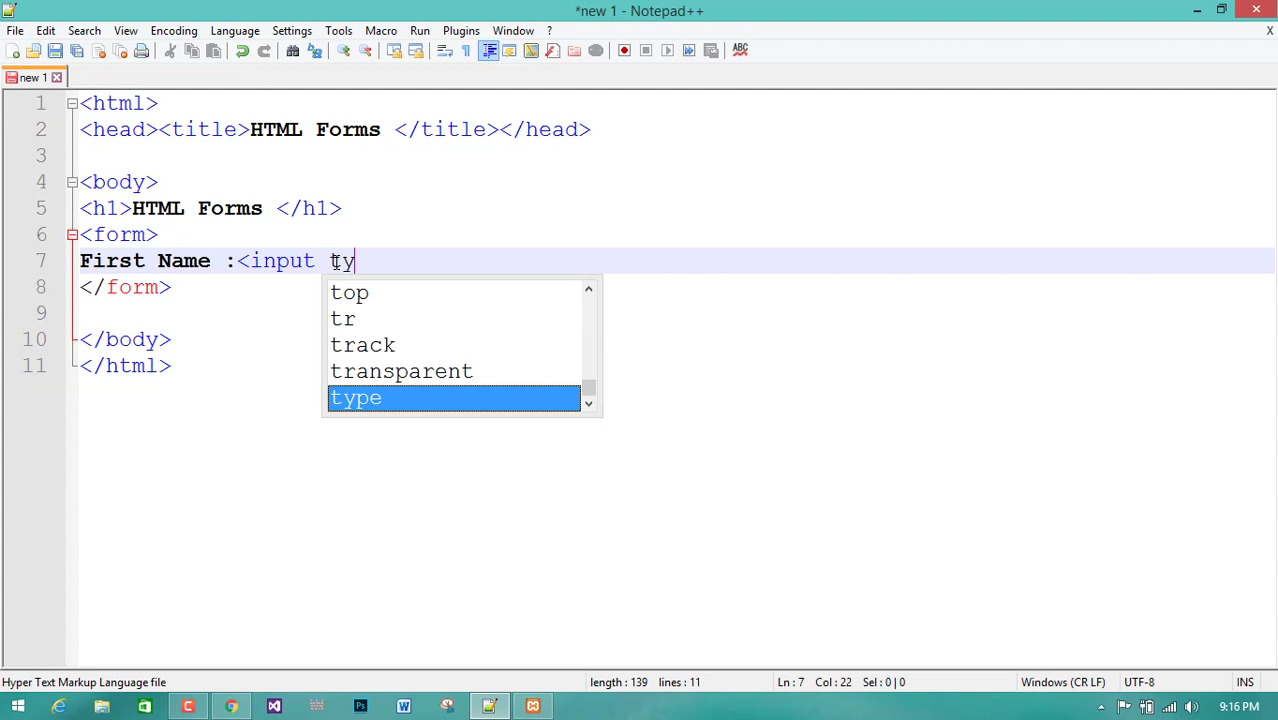 *new 1 - Notepad++
File Edit Search View Encoding Language Settings Tools Macro Run Plugins Window ? X
new 1
1 <html>
2 <head><title>HTML Forms </title></head>
3
4 <body>
5 <h1>HTML Forms </h1>
6 <form>
7 First Name :<input ty
8 </form>
9
10 </body>
11 </html>
top
tr
track
transparent
type
Hyper Text Markup Language file length : 139 lines : 11 Ln : 7 Col : 22 Sel : 0 | 0 Windows (CR LF) UTF-8 INS
9:16 PM